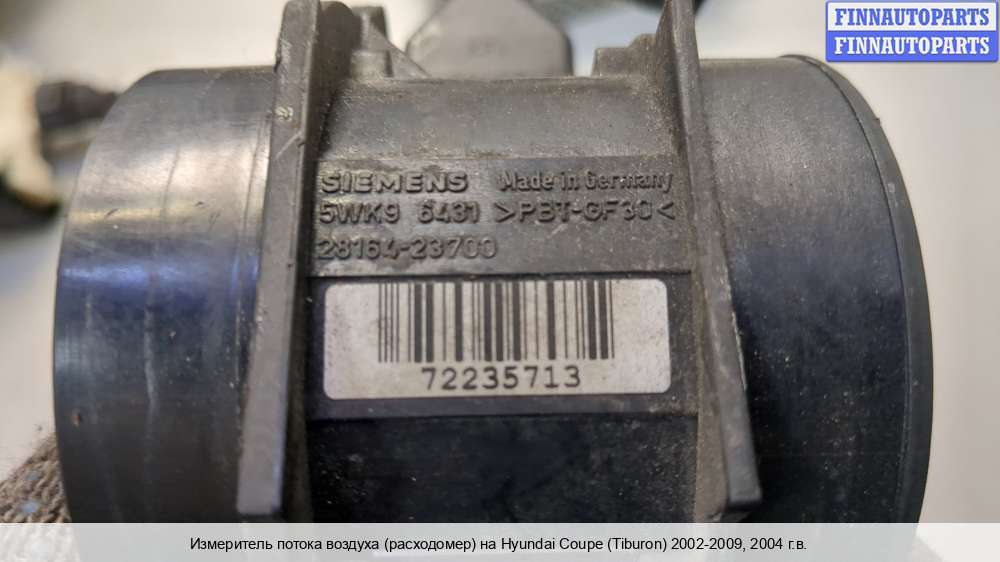 FINNAUTOPARTS
FINNAUTOPARTS
SIEMENS Made in Germany
5WK9 6431 >PBT-GF30<
28164-23700
72235713
Измеритель потока воздуха (расходомер) на Hyundai Coupe (Tiburon) 2002-2009, 2004 г.в.